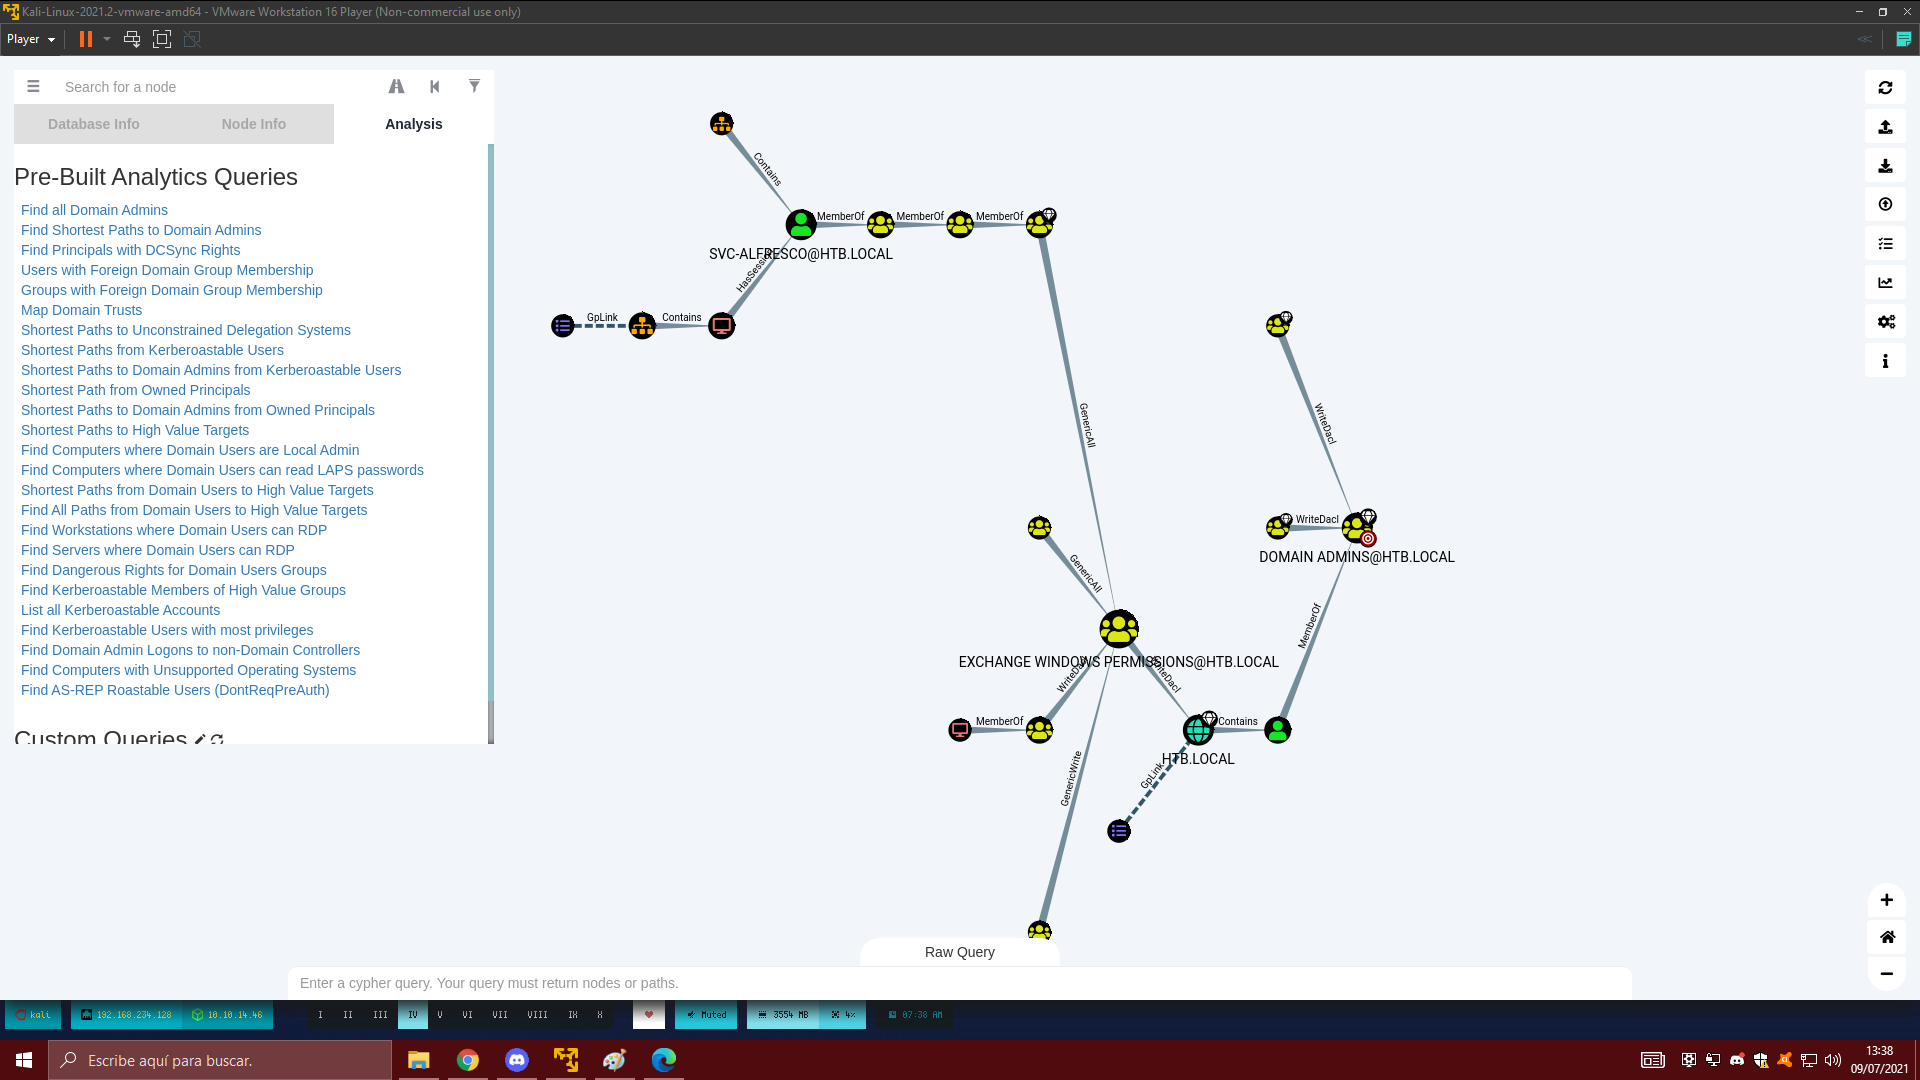 Kali-Linux-2021.2-vmware-amd64 - VMware Workstation 16 Player (Non-commercial use only)
Player
Search for a node
Database Info
Node Info
Analysis
Pre-Built Analytics Queries
Find all Domain Admins
Find Shortest Paths to Domain Admins
Find Principals with DCSync Rights
Users with Foreign Domain Group Membership
Groups with Foreign Domain Group Membership
Map Domain Trusts
Shortest Paths to Unconstrained Delegation Systems
Shortest Paths from Kerberoastable Users
Shortest Paths to Domain Admins from Kerberoastable Users
Shortest Path from Owned Principals
Shortest Paths to Domain Admins from Owned Principals
Shortest Paths to High Value Targets
Find Computers where Domain Users are Local Admin
Find Computers where Domain Users can read LAPS passwords
Shortest Paths from Domain Users to High Value Targets
Find All Paths from Domain Users to High Value Targets
Find Workstations where Domain Users can RDP
Find Servers where Domain Users can RDP
Find Dangerous Rights for Domain Users Groups
Find Kerberoastable Members of High Value Groups
List all Kerberoastable Accounts
Find Kerberoastable Users with most privileges
Find Domain Admin Logons to non-Domain Controllers
Find Computers with Unsupported Operating Systems
Find AS-REP Roastable Users (DontReqPreAuth)
Custom Queries
Contains
MemberOf
MemberOf
MemberOf
SVC-ALFRESCO@HTB.LOCAL
HasSession
GpLink
Contains
GenericAll
WriteDacl
WriteDacl
DOMAIN ADMINS@HTB.LOCAL
GenericAll
MemberOf
EXCHANGE WINDOWS PERMISSIONS@HTB.LOCAL
WriteDacl
WriteDacl
MemberOf
Contains
HTB.LOCAL
GpLink
GenericWrite
Raw Query
Enter a cypher query. Your query must return nodes or paths.
kali
192.168.234.128
10.10.14.46
I
II
III
IV
V
VI
VII
VIII
IX
X
Muted
3554 MB
4%
07:38 AM
Escribe aquí para buscar.
13:38
09/07/2021